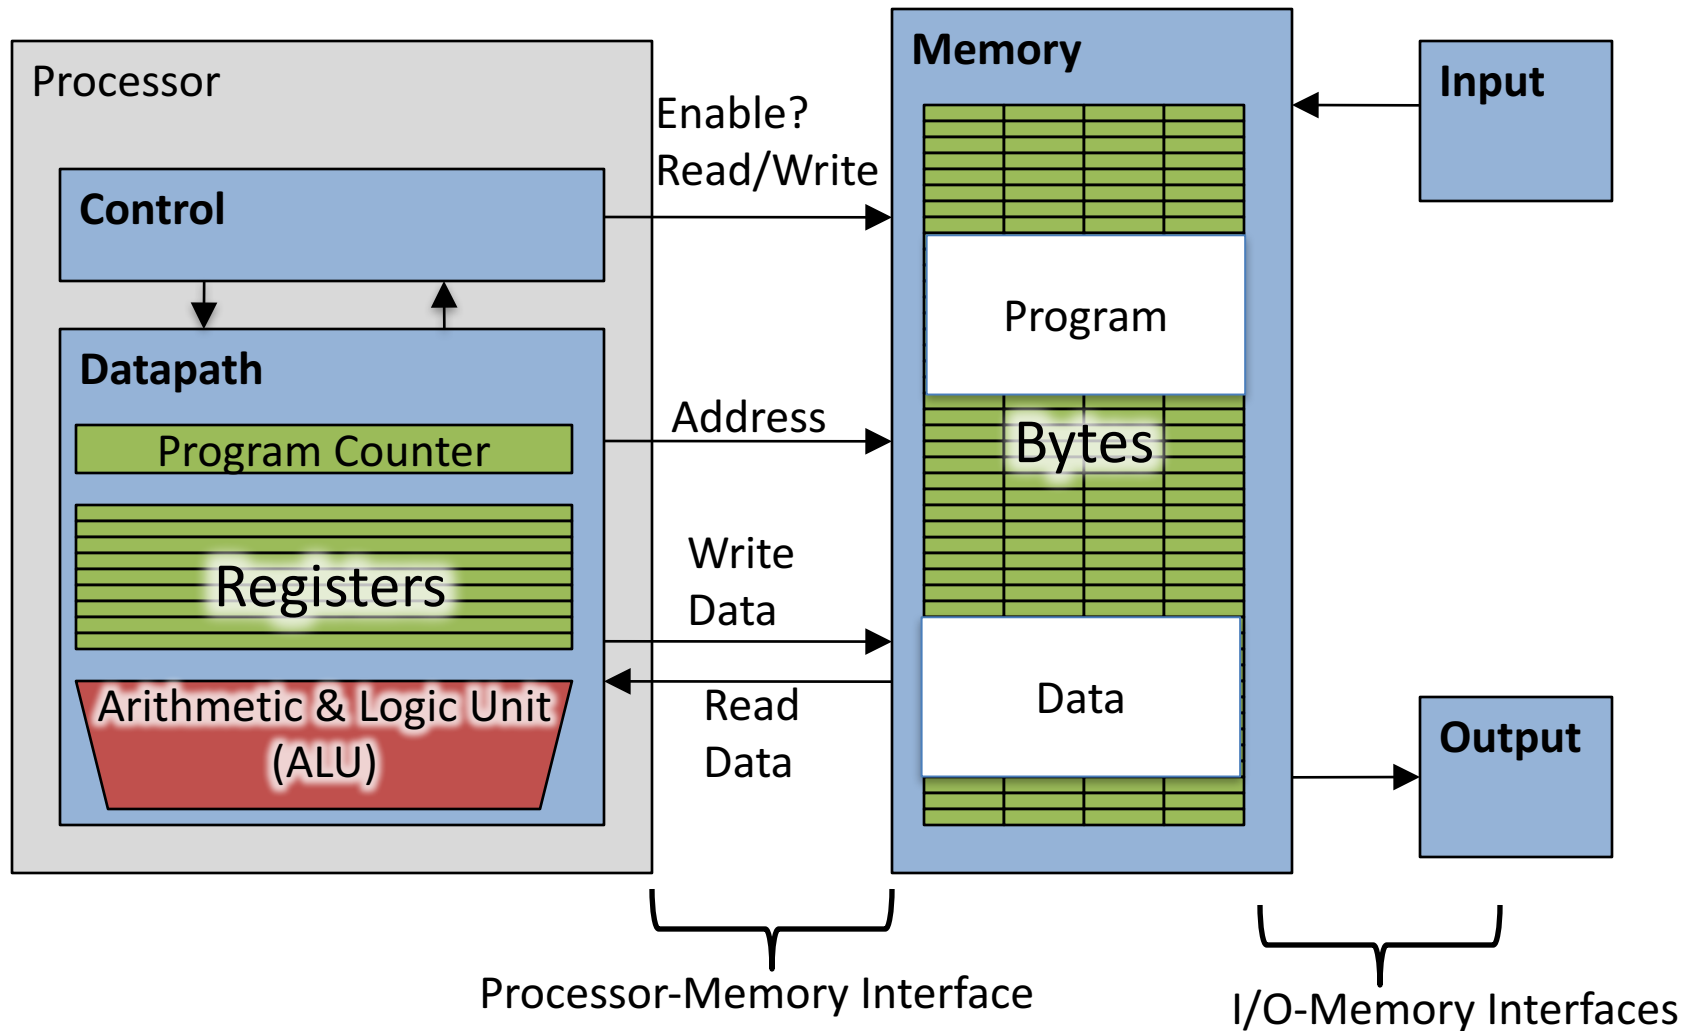 Processor
Control
Datapath
Program Counter
Registers
Arithmetic & Logic Unit
(ALU)
Enable?
Read/Write
Address
Write
Data
Read
Data
Processor-Memory Interface
Memory
Program
Bytes
Data
Input
Output
I/O-Memory Interfaces